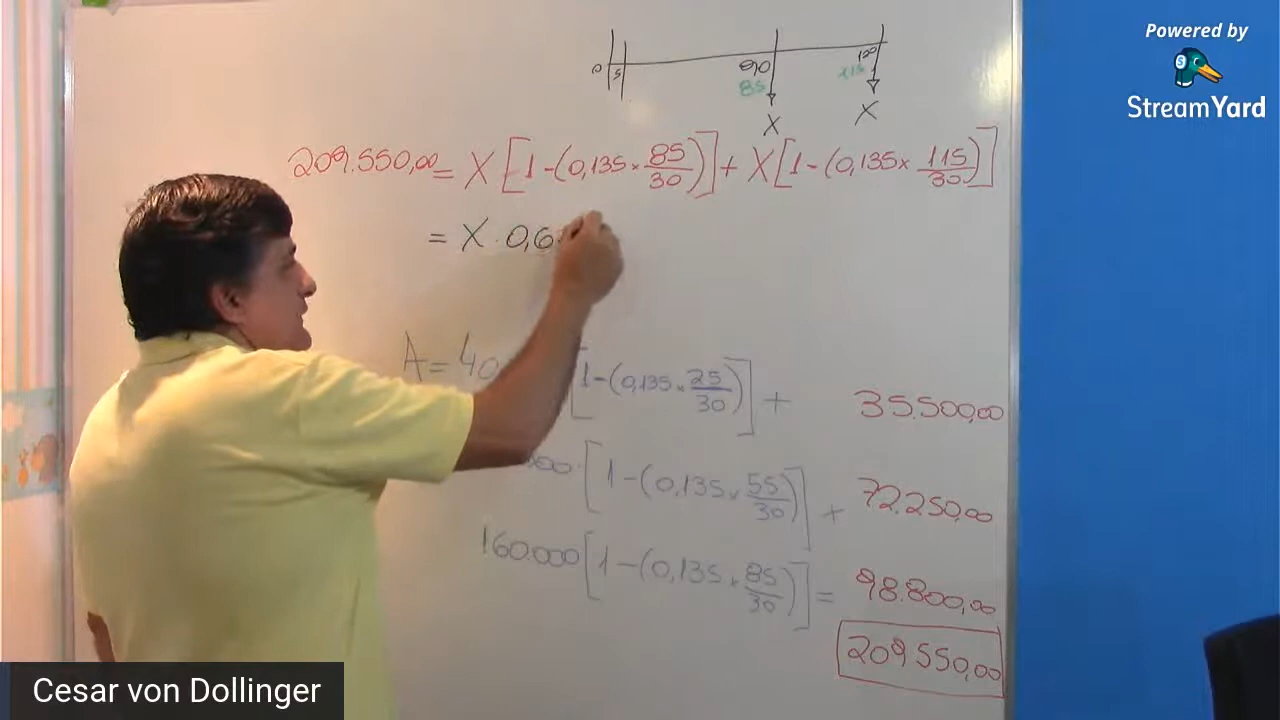 Powered by
StreamYard
0 5 90 120
85 115
X X
209.550,00 = X [1-(0,135 × 85/30)] + X [1-(0,135 × 115/30)]
= X . 0,6
A = 40 [1-(0,135 × 25/30)] + 35.500,00
[1-(0,135 × 55/30)] + 72.250,00
160.000 [1-(0,135 × 85/30)] = 98.800,00
209.550,00
Cesar von Dollinger